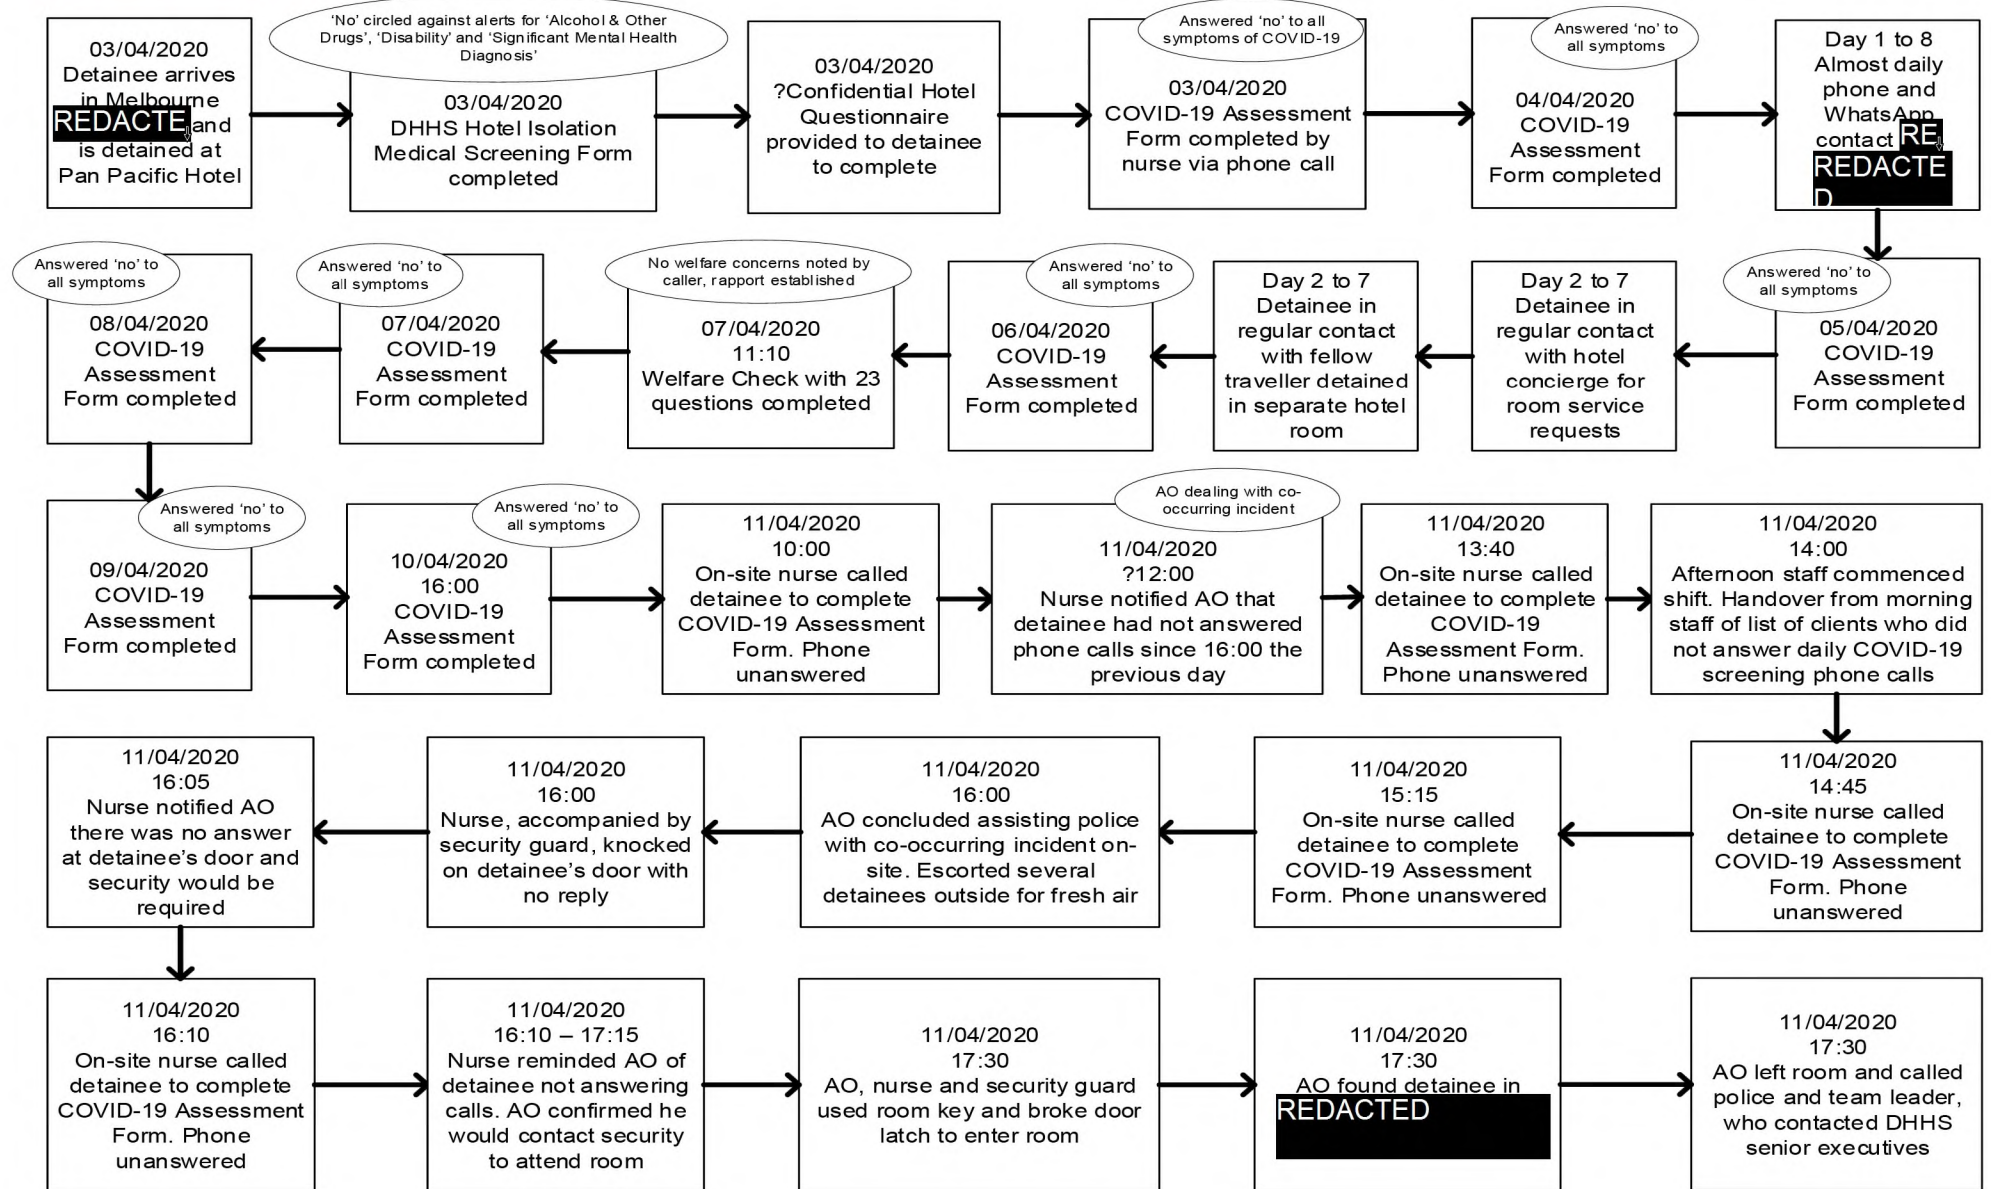 03/04/2020
Detainee arrives
in Melbourne
REDACTE and
is detained at
Pan Pacific Hotel
‘No’ circled against alerts for ‘Alcohol & Other
Drugs’, ‘Disability’ and ‘Significant Mental Health
Diagnosis’
03/04/2020
DHHS Hotel Isolation
Medical Screening Form
completed
03/04/2020
?Confidential Hotel
Questionnaire
provided to detainee
to complete
Answered ‘no’ to all
symptoms of COVID-19
03/04/2020
COVID-19 Assessment
Form completed by
nurse via phone call
Answered ‘no’ to
all symptoms
04/04/2020
COVID-19
Assessment
Form completed
Day 1 to 8
Almost daily
phone and
WhatsApp
contact RE
REDACTE
D
Answered ‘no’ to
all symptoms
05/04/2020
COVID-19
Assessment
Form completed
Day 2 to 7
Detainee in
regular contact
with hotel
concierge for
room service
requests
Day 2 to 7
Detainee in
regular contact
with fellow
traveller detained
in separate hotel
room
Answered ‘no’ to
all symptoms
06/04/2020
COVID-19
Assessment
Form completed
No welfare concerns noted by
caller, rapport established
07/04/2020
11:10
Welfare Check with 23
questions completed
Answered ‘no’ to
all symptoms
07/04/2020
COVID-19
Assessment
Form completed
Answered ‘no’ to
all symptoms
08/04/2020
COVID-19
Assessment
Form completed
Answered ‘no’ to
all symptoms
09/04/2020
COVID-19
Assessment
Form completed
Answered ‘no’ to
all symptoms
10/04/2020
16:00
COVID-19
Assessment
Form completed
11/04/2020
10:00
On-site nurse called
detainee to complete
COVID-19 Assessment
Form. Phone
unanswered
AO dealing with co-
occurring incident
11/04/2020
?12:00
Nurse notified AO that
detainee had not answered
phone calls since 16:00 the
previous day
11/04/2020
13:40
On-site nurse called
detainee to complete
COVID-19
Assessment Form.
Phone unanswered
11/04/2020
14:00
Afternoon staff commenced
shift. Handover from morning
staff of list of clients who did
not answer daily COVID-19
screening phone calls
11/04/2020
14:45
On-site nurse called
detainee to complete
COVID-19 Assessment
Form. Phone
unanswered
11/04/2020
15:15
On-site nurse called
detainee to complete
COVID-19 Assessment
Form. Phone unanswered
11/04/2020
16:00
AO concluded assisting police
with co-occurring incident on-
site. Escorted several
detainees outside for fresh air
11/04/2020
16:00
Nurse, accompanied by
security guard, knocked
on detainee’s door with
no reply
11/04/2020
16:05
Nurse notified AO
there was no answer
at detainee’s door and
security would be
required
11/04/2020
16:10
On-site nurse called
detainee to complete
COVID-19 Assessment
Form. Phone
unanswered
11/04/2020
16:10 – 17:15
Nurse reminded AO of
detainee not answering
calls. AO confirmed he
would contact security
to attend room
11/04/2020
17:30
AO, nurse and security guard
used room key and broke door
latch to enter room
11/04/2020
17:30
AO found detainee in
REDACTED
11/04/2020
17:30
AO left room and called
police and team leader,
who contacted DHHS
senior executives